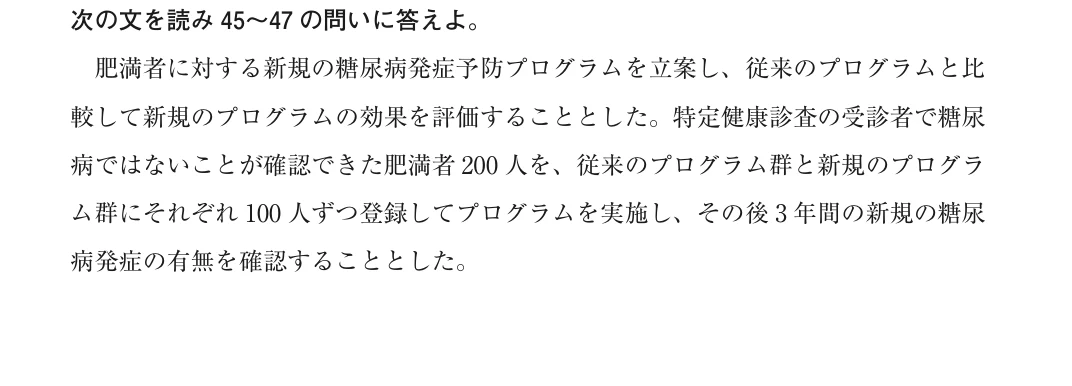 次の文を読み 45〜47 の問いに答えよ。
肥満者に対する新規の糖尿病発症予防プログラムを立案し、従来のプログラムと比
較して新規のプログラムの効果を評価することとした。特定健康診査の受診者で糖尿
病ではないことが確認できた肥満者 200 人を、従来のプログラム群と新規のプログラ
ム群にそれぞれ 100 人ずつ登録してプログラムを実施し、その後 3 年間の新規の糖尿
病発症の有無を確認することとした。